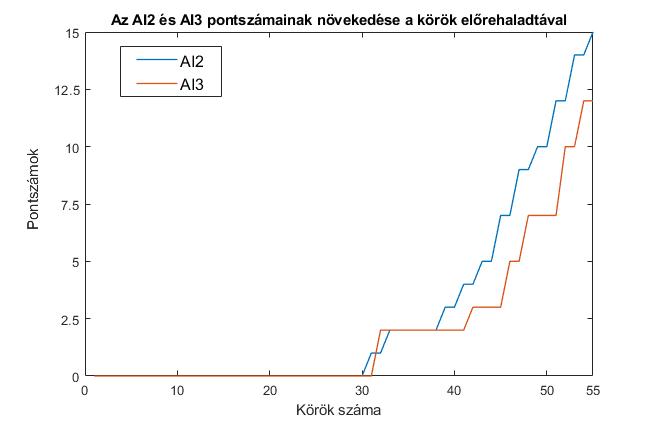 Az AI2 és AI3 pontszámainak növekedése a körök előrehaladtával
15
12.5
10
7.5
5
2.5
0
Pontszámok
AI2
AI3
0 10 20 30 40 50 55
Körök száma